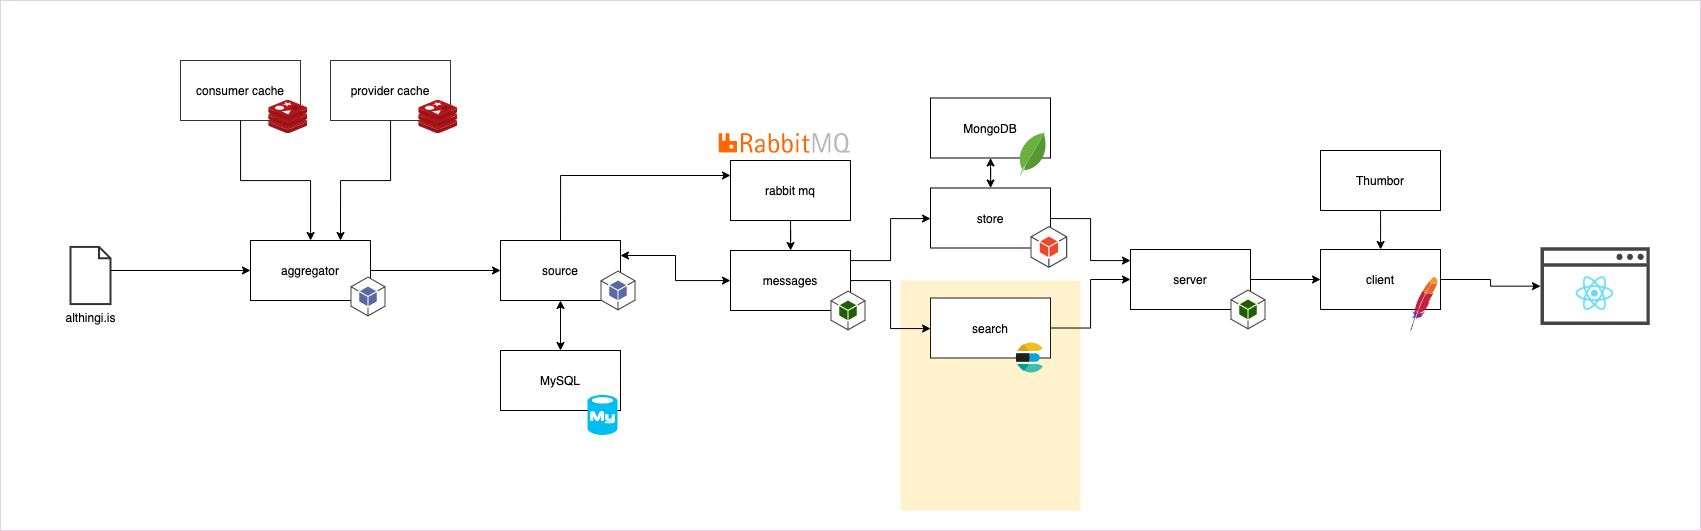 consumer cache
provider cache
RabbitMQ
rabbit mq
MongoDB
store
Thumbor
althingi.is
aggregator
source
messages
search
server
client
MySQL
My